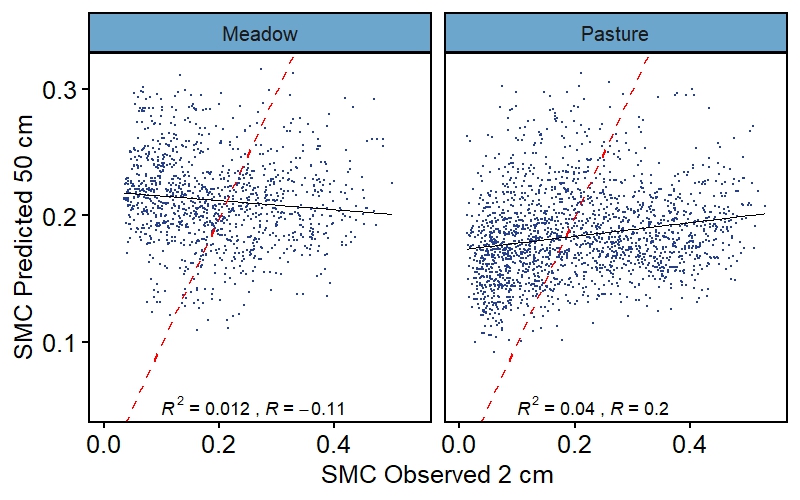 Meadow Pasture
SMC Predicted 50 cm
0.3
0.2
0.1
R² = 0.012 , R = −0.11
R² = 0.04 , R = 0.2
0.0 0.2 0.4 0.0 0.2 0.4
SMC Observed 2 cm